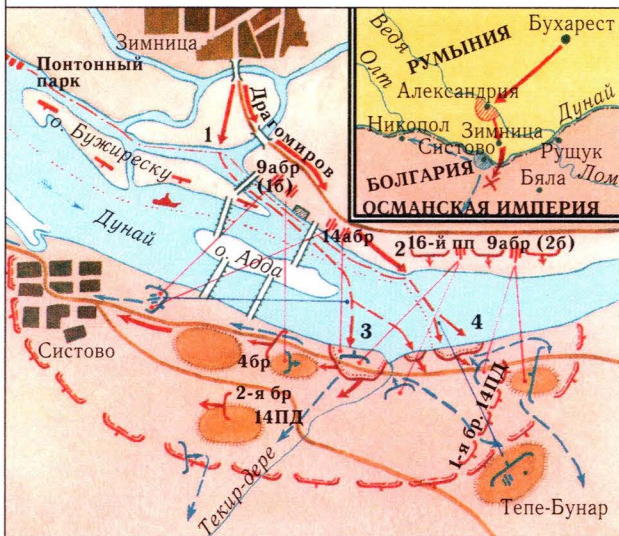 Зимница
Понтонный
парк
1
Драгомиров
о. Бужиреску
9абр
(1б)
Дунай
14абр
о. Адда
2
16-й пп
9абр (2б)
Систово
3
4
4бр
2-я бр
14ПД
1-я бр. 14ПД
Текир-дере
Тепе-Бунар
Бухарест
Ведя
РУМЫНИЯ
Олт
Александрия
Дунай
Никопол
Зимница
Систово
Рущук
Лом
БОЛГАРИЯ
Бяла
ОСМАНСКАЯ ИМПЕРИЯ